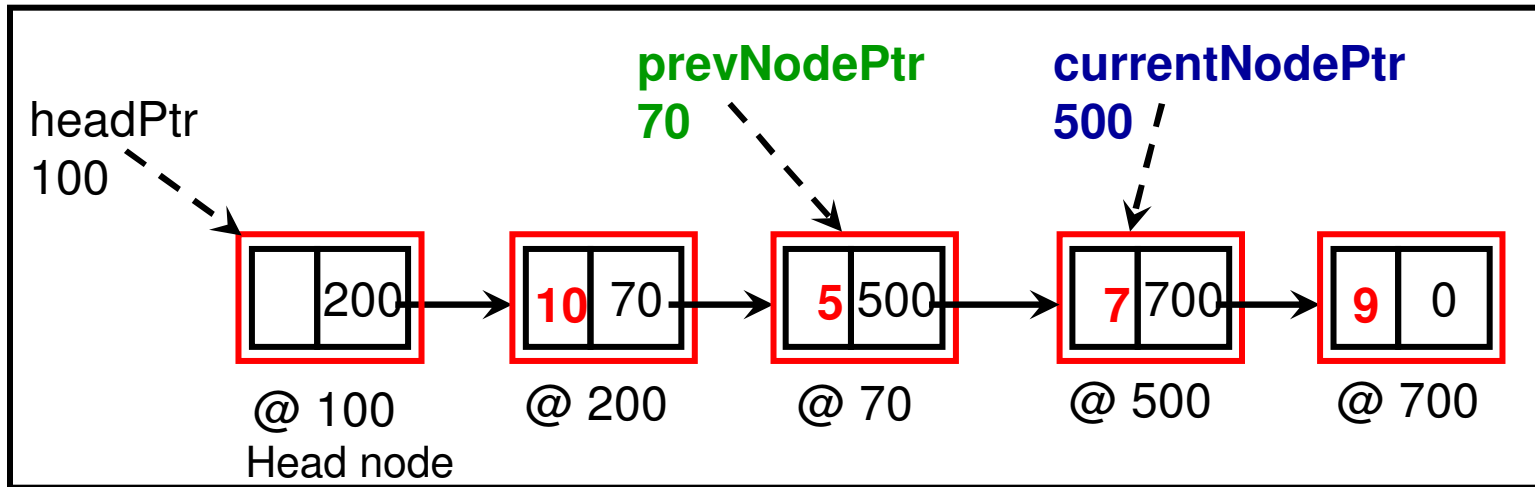 prevNodePtr currentNodePtr
70 500
headPtr
100
200 10 70 5 500 7 700 9 0
@ 100 @ 200 @ 70 @ 500 @ 700
Head node